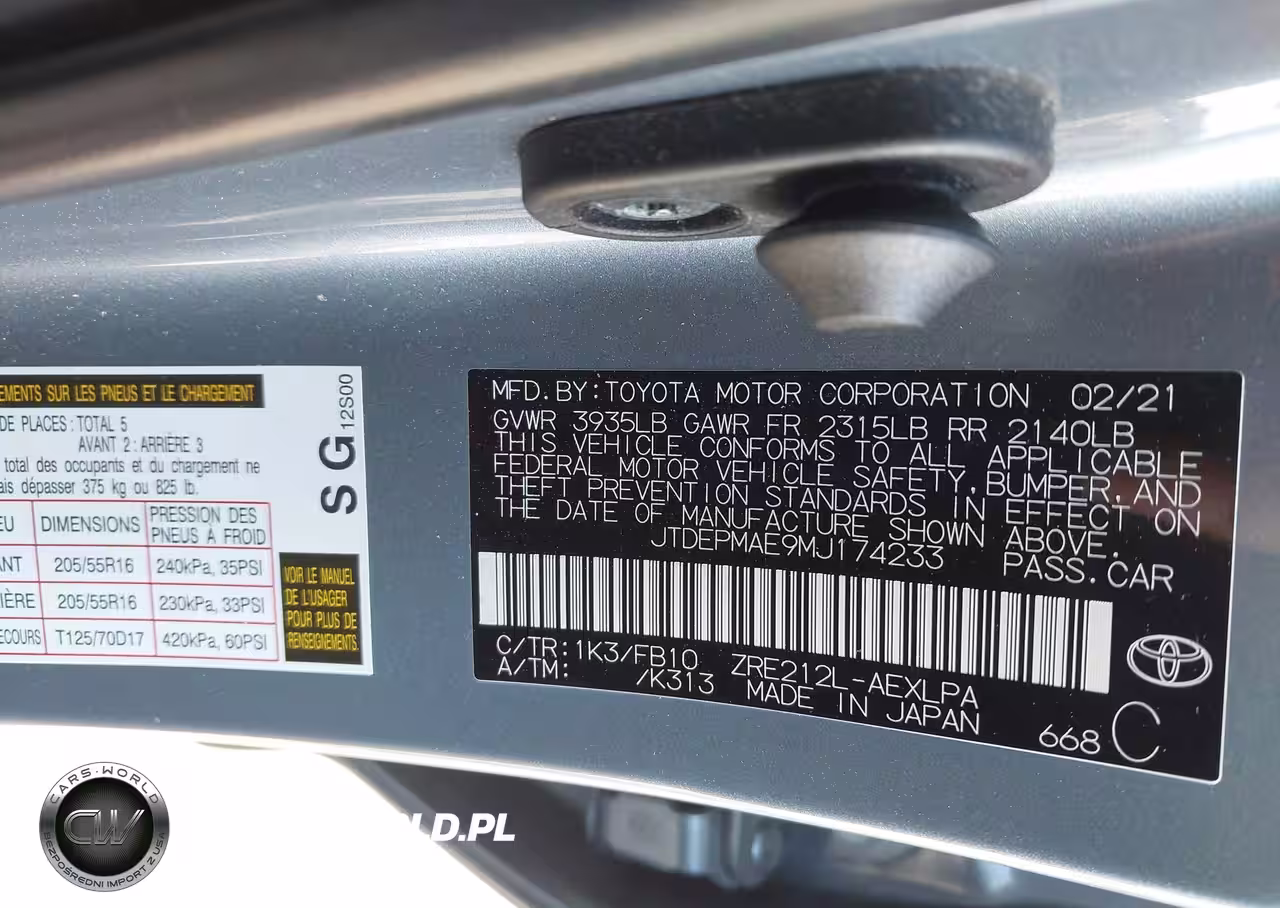 EMENTS SUR LES PNEUS ET LE CHARGEMENT
DE PLACES : TOTAL 5
AVANT 2 : ARRIÈRE 3
total des occupants et du chargement ne
ais dépasser 375 kg ou 825 lb.
EU DIMENSIONS PRESSION DES PNEUS À FROID
ANT 205/55R16 240kPa, 35PSI
IÈRE 205/55R16 230kPa, 33PSI
ECOURS T125/70D17 420kPa, 60PSI
VOIR LE MANUEL
DE L'USAGER
POUR PLUS DE
RENSEIGNEMENTS.
SG
12S00
MFD. BY: TOYOTA MOTOR CORPORATION 02/21
GVWR 3935LB GAWR FR 2315LB RR 2140LB
THIS VEHICLE CONFORMS TO ALL APPLICABLE
FEDERAL MOTOR VEHICLE SAFETY, BUMPER, AND
THEFT PREVENTION STANDARDS IN EFFECT ON
THE DATE OF MANUFACTURE SHOWN ABOVE.
JTDEPMAE9MJ174233 PASS. CAR
C/TR: 1K3/FB10 ZRE212L-AEXLPA
A/TM: /K313 MADE IN JAPAN
668 C
CARS-WORLD
CW
BEZPOŚREDNI IMPORT Z USA
LD.PL